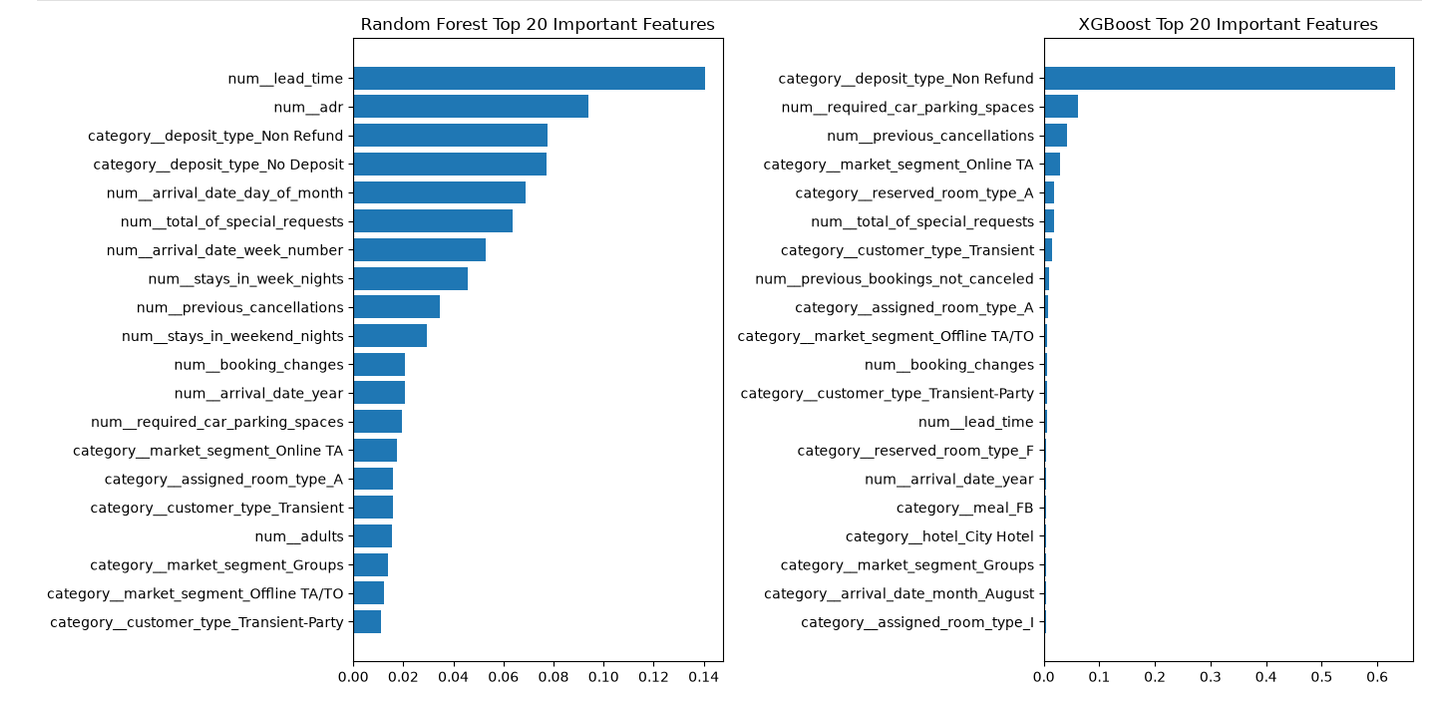 Random Forest Top 20 Important Features
num__lead_time
num__adr
category__deposit_type_Non Refund
category__deposit_type_No Deposit
num__arrival_date_day_of_month
num__total_of_special_requests
num__arrival_date_week_number
num__stays_in_week_nights
num__previous_cancellations
num__stays_in_weekend_nights
num__booking_changes
num__arrival_date_year
num__required_car_parking_spaces
category__market_segment_Online TA
category__assigned_room_type_A
category__customer_type_Transient
num__adults
category__market_segment_Groups
category__market_segment_Offline TA/TO
category__customer_type_Transient-Party
0.00 0.02 0.04 0.06 0.08 0.10 0.12 0.14
XGBoost Top 20 Important Features
category__deposit_type_Non Refund
num__required_car_parking_spaces
num__previous_cancellations
category__market_segment_Online TA
category__reserved_room_type_A
num__total_of_special_requests
category__customer_type_Transient
num__previous_bookings_not_canceled
category__assigned_room_type_A
category__market_segment_Offline TA/TO
num__booking_changes
category__customer_type_Transient-Party
num__lead_time
category__reserved_room_type_F
num__arrival_date_year
category__meal_FB
category__hotel_City Hotel
category__market_segment_Groups
category__arrival_date_month_August
category__assigned_room_type_I
0.0 0.1 0.2 0.3 0.4 0.5 0.6